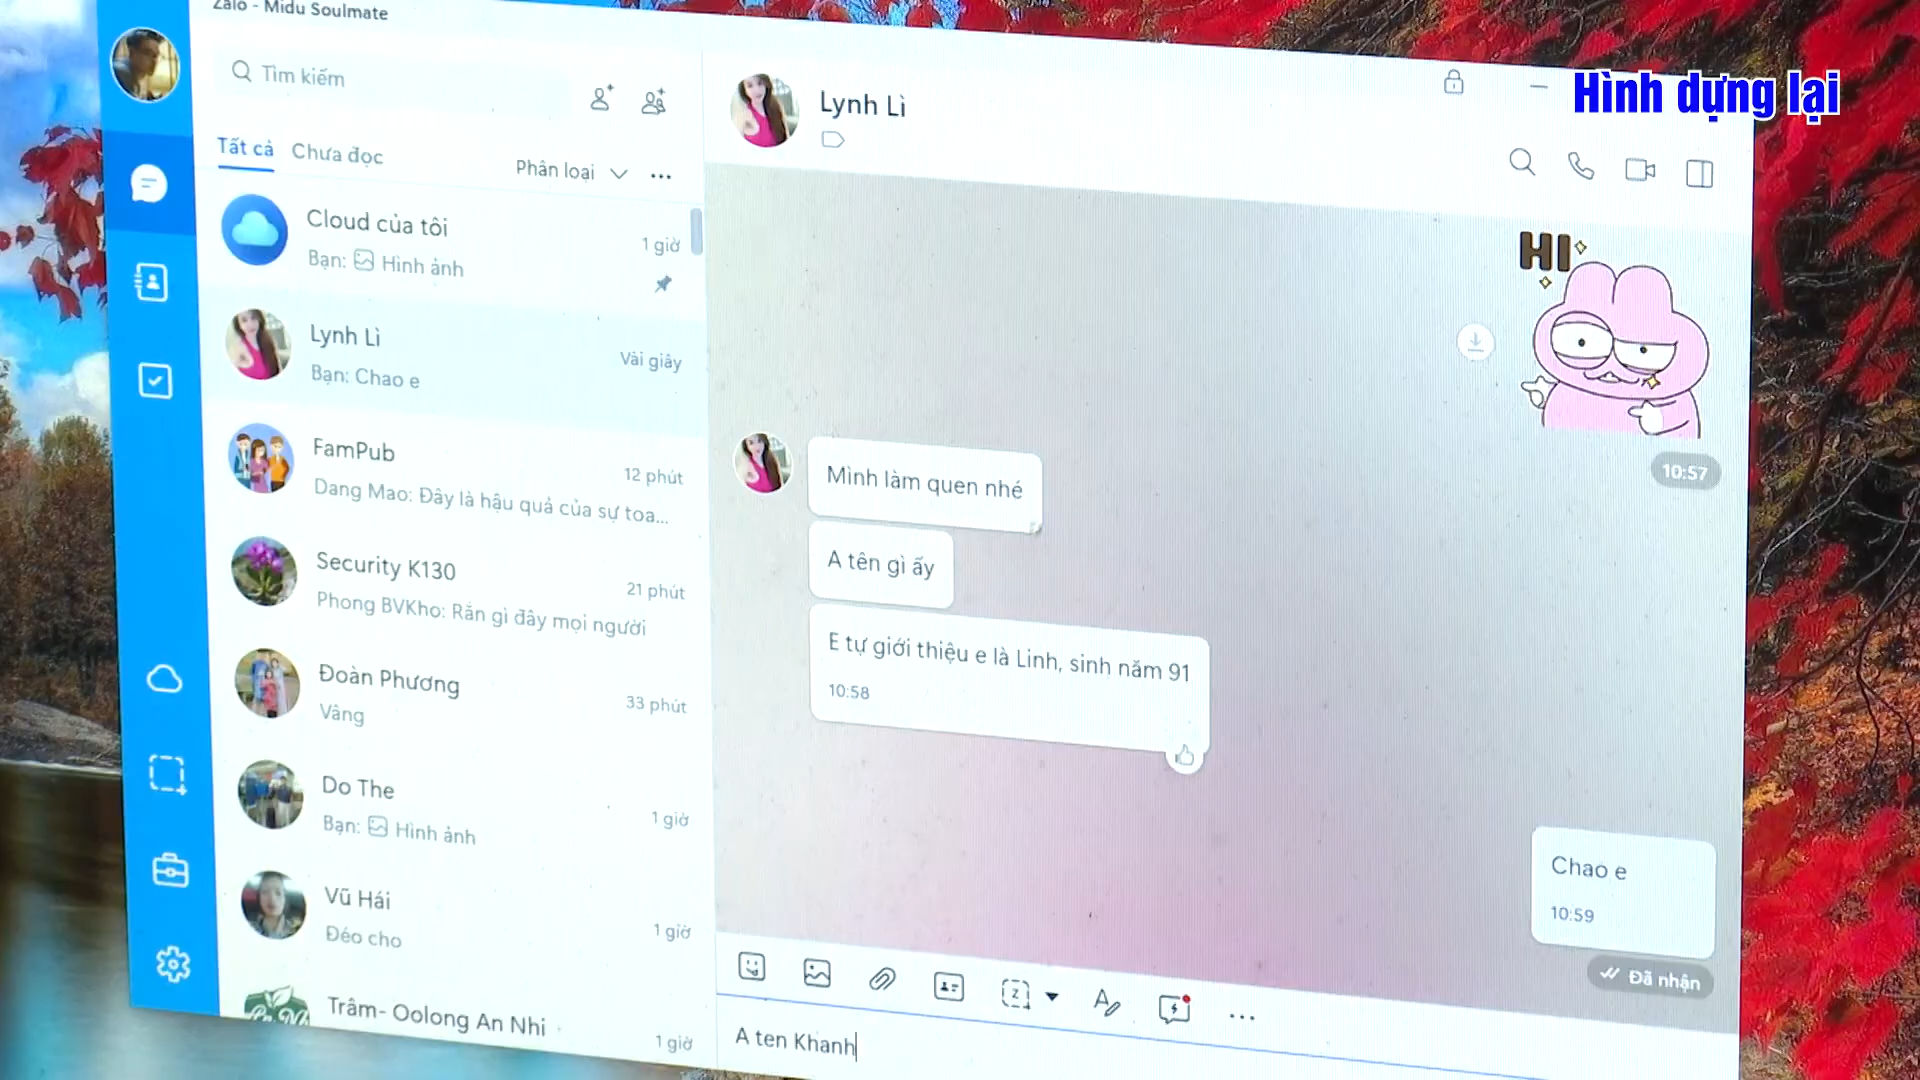 Zalo - Midu Soulmate
Hình dựng lại
Tìm kiếm
Tất cả
Chưa đọc
Phân loại
Cloud của tôi
1 giờ
Bạn: Hình ảnh
Lynh Lì
Vài giây
Bạn: Chao e
FamPub
12 phút
Dang Mao: Đây là hậu quả của sự toa...
Security K130
21 phút
Phong BVKho: Rắn gì đây mọi người
Đoàn Phương
33 phút
Vâng
Do The
1 giờ
Bạn: Hình ảnh
Vũ Hái
1 giờ
Đéo cho
Trâm- Oolong An Nhi
1 giờ
Lynh Lì
HI
10:57
Mình làm quen nhé
A tên gì ấy
E tự giới thiệu e là Linh, sinh năm 91
10:58
Chao e
10:59
Đã nhận
A ten Khanh